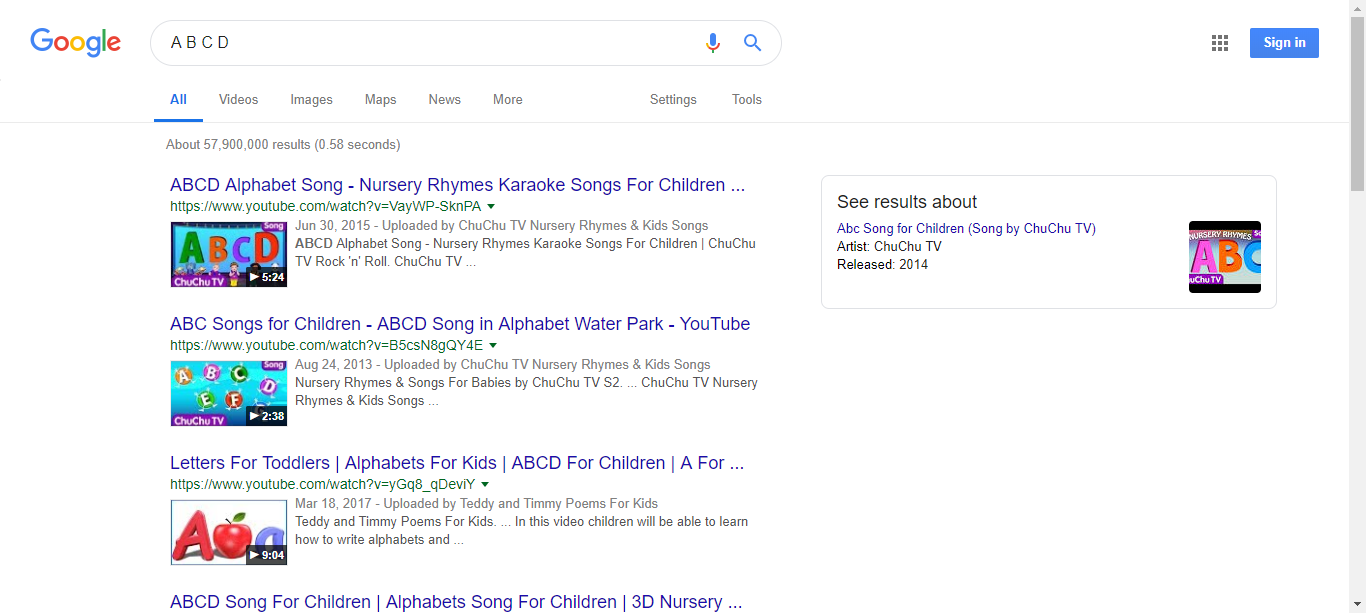 Google
A B C D
Sign in
All Videos Images Maps News More Settings Tools
About 57,900,000 results (0.58 seconds)
ABCD Alphabet Song - Nursery Rhymes Karaoke Songs For Children ...
https://www.youtube.com/watch?v=VayWP-SknPA
Song
ABCD
ChuChu TV
5:24
Jun 30, 2015 - Uploaded by ChuChu TV Nursery Rhymes & Kids Songs
ABCD Alphabet Song - Nursery Rhymes Karaoke Songs For Children | ChuChu
TV Rock 'n' Roll. ChuChu TV ...
ABC Songs for Children - ABCD Song in Alphabet Water Park - YouTube
https://www.youtube.com/watch?v=B5csN8gQY4E
Song
A B C D
E F
ChuChu TV
2:38
Aug 24, 2013 - Uploaded by ChuChu TV Nursery Rhymes & Kids Songs
Nursery Rhymes & Songs For Babies by ChuChu TV S2. ... ChuChu TV Nursery
Rhymes & Kids Songs ...
Letters For Toddlers | Alphabets For Kids | ABCD For Children | A For ...
https://www.youtube.com/watch?v=yGq8_qDeviY
A a
9:04
Mar 18, 2017 - Uploaded by Teddy and Timmy Poems For Kids
Teddy and Timmy Poems For Kids. ... In this video children will be able to learn
how to write alphabets and ...
ABCD Song For Children | Alphabets Song For Children | 3D Nursery ...
See results about
Abc Song for Children (Song by ChuChu TV)
Artist: ChuChu TV
Released: 2014
NURSERY RHYMES
ABC
uChu TV